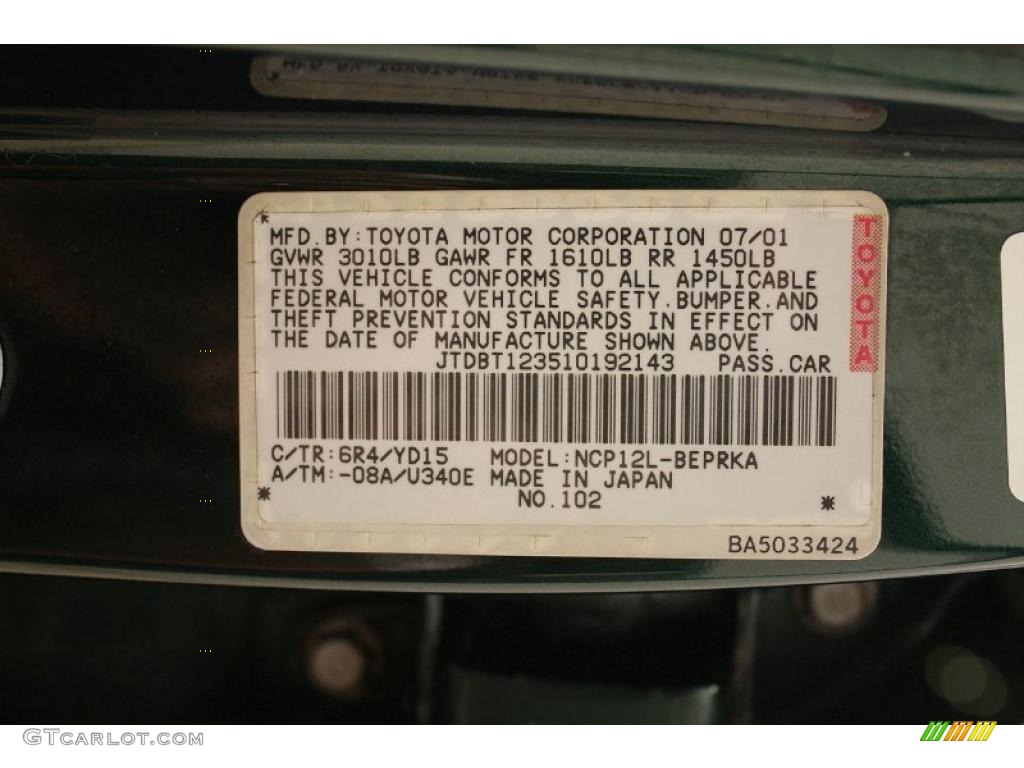 MFD.BY:TOYOTA MOTOR CORPORATION 07/01
GVWR 3010LB GAWR FR 1610LB RR 1450LB
THIS VEHICLE CONFORMS TO ALL APPLICABLE
FEDERAL MOTOR VEHICLE SAFETY.BUMPER.AND
THEFT PREVENTION STANDARDS IN EFFECT ON
THE DATE OF MANUFACTURE SHOWN ABOVE.
JTDBT123510192143 PASS.CAR
TOYOTA
C/TR:6R4/YD15 MODEL:NCP12L-BEPRKA
A/TM:-08A/U340E MADE IN JAPAN
NO.102
BA5033424
GTCARLOT.COM